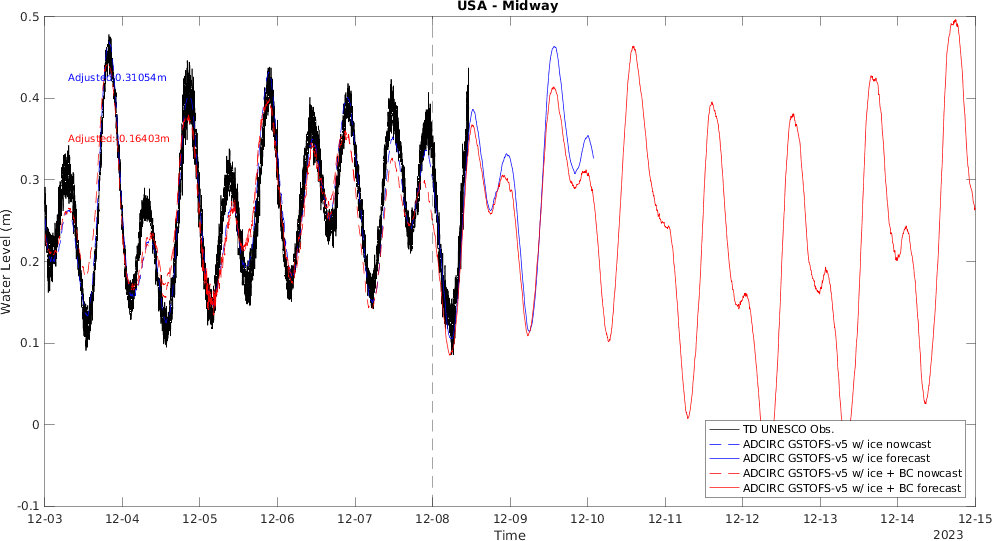 USA - Midway
0.5
0.4
0.3
0.2
0.1
0
-0.1
Water Level (m)
Adjusted:0.31054m
Adjusted:-0.16403m
12-03 12-04 12-05 12-06 12-07 12-08 12-09 12-10 12-11 12-12 12-13 12-14 12-15
Time
2023
TD UNESCO Obs.
ADCIRC GSTOFS-v5 w/ ice nowcast
ADCIRC GSTOFS-v5 w/ ice forecast
ADCIRC GSTOFS-v5 w/ ice + BC nowcast
ADCIRC GSTOFS-v5 w/ ice + BC forecast